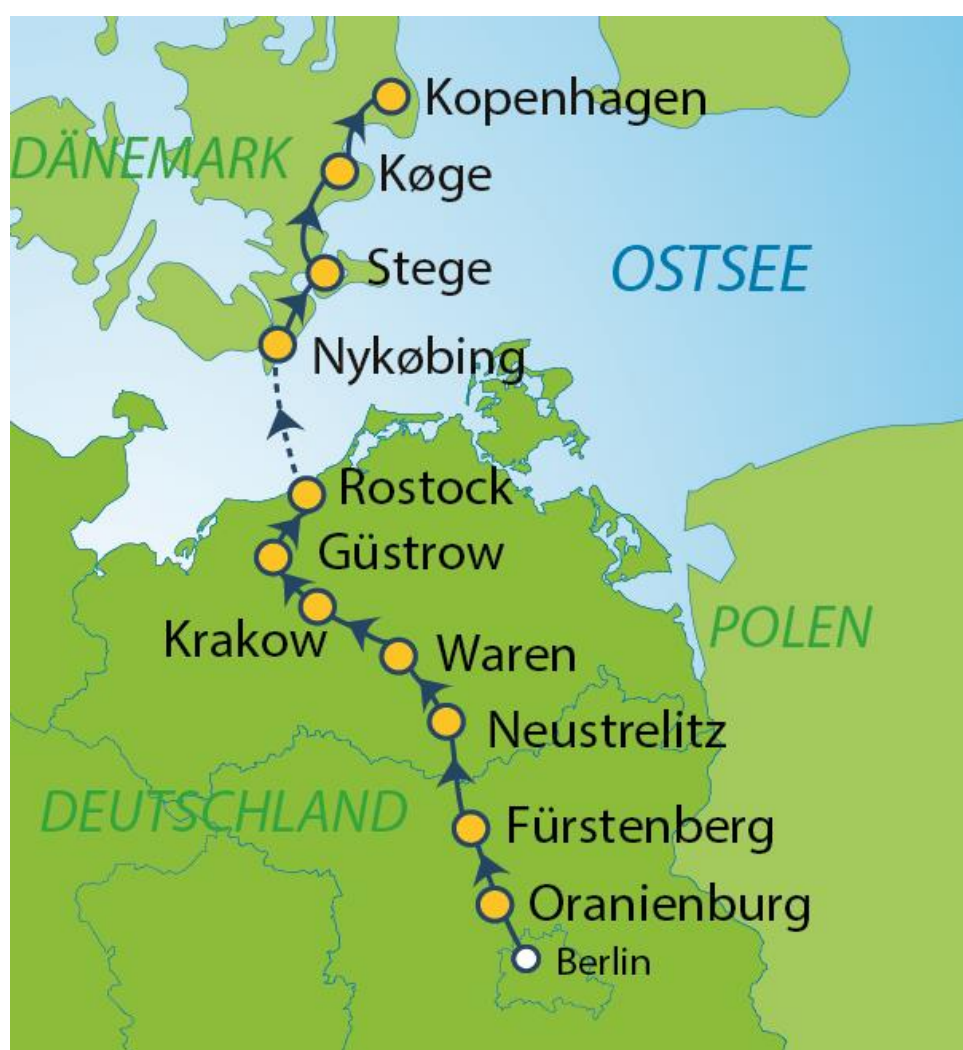 Kopenhagen
DÄNEMARK
Køge
OSTSEE
Stege
Nykøbing
Rostock
Güstrow
POLEN
Krakow
Waren
Neustrelitz
DEUTSCHLAND
Fürstenberg
Oranienburg
Berlin